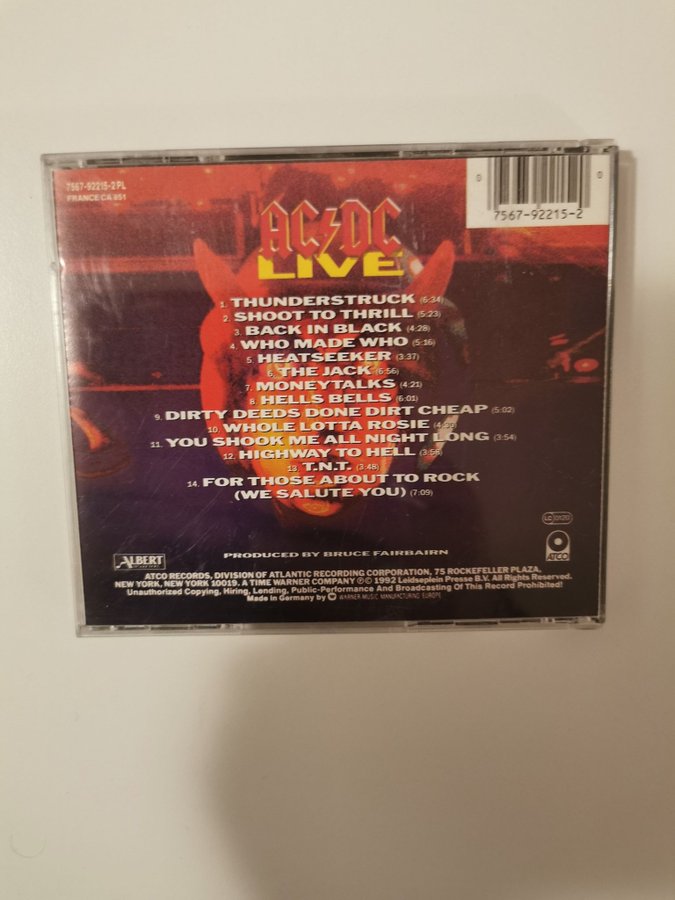 7567-92215-2 PL
FRANCE CA 851
0 0
7567-92215-2
AC/DC
LIVE
1. THUNDERSTRUCK (6:34)
2. SHOOT TO THRILL (5:23)
3. BACK IN BLACK (4:28)
4. WHO MADE WHO (5:16)
5. HEATSEEKER (3:37)
6. THE JACK (6:56)
7. MONEYTALKS (4:21)
8. HELLS BELLS (6:01)
9. DIRTY DEEDS DONE DIRT CHEAP (5:02)
10. WHOLE LOTTA ROSIE
11. YOU SHOOK ME ALL NIGHT LONG (3:54)
12. HIGHWAY TO HELL (3:58)
13. T.N.T. (3:48)
14. FOR THOSE ABOUT TO ROCK
(WE SALUTE YOU) (7:09)
LC 0120
PRODUCED BY BRUCE FAIRBAIRN
ALBERT
ATCO
ATCO RECORDS, DIVISION OF ATLANTIC RECORDING CORPORATION, 75 ROCKEFELLER PLAZA,
NEW YORK, NEW YORK 10019. A TIME WARNER COMPANY ℗© 1992 Leidseplein Presse B.V. All Rights Reserved.
Unauthorized Copying, Hiring, Lending, Public-Performance And Broadcasting Of This Record Prohibited!
Made in Germany by WARNER MUSIC MANUFACTURING EUROPE